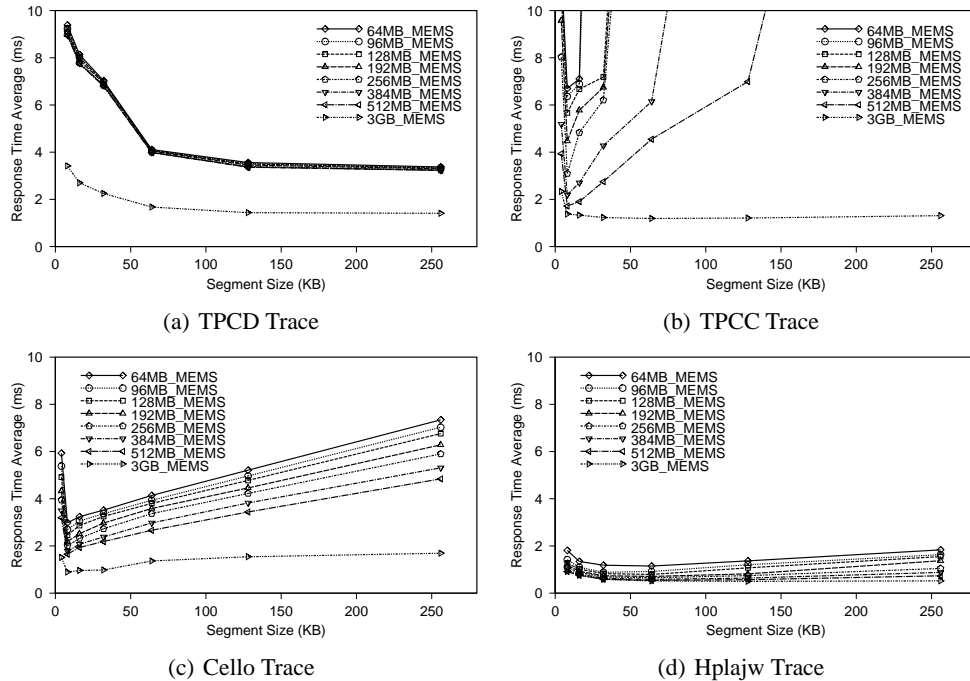 Response Time Average (ms)
10
8
6
4
2
0
0 50 100 150 200 250
Segment Size (KB)
64MB_MEMS
96MB_MEMS
128MB_MEMS
192MB_MEMS
256MB_MEMS
384MB_MEMS
512MB_MEMS
3GB_MEMS
(a) TPCD Trace
Response Time Average (ms)
10
8
6
4
2
0
0 50 100 150 200 250
Segment Size (KB)
64MB_MEMS
96MB_MEMS
128MB_MEMS
192MB_MEMS
256MB_MEMS
384MB_MEMS
512MB_MEMS
3GB_MEMS
(b) TPCC Trace
Response Time Average (ms)
10
8
6
4
2
0
0 50 100 150 200 250
Segment Size (KB)
64MB_MEMS
96MB_MEMS
128MB_MEMS
192MB_MEMS
256MB_MEMS
384MB_MEMS
512MB_MEMS
3GB_MEMS
(c) Cello Trace
Response Time Average (ms)
10
8
6
4
2
0
0 50 100 150 200 250
Segment Size (KB)
64MB_MEMS
96MB_MEMS
128MB_MEMS
192MB_MEMS
256MB_MEMS
384MB_MEMS
512MB_MEMS
3GB_MEMS
(d) Hplajw Trace